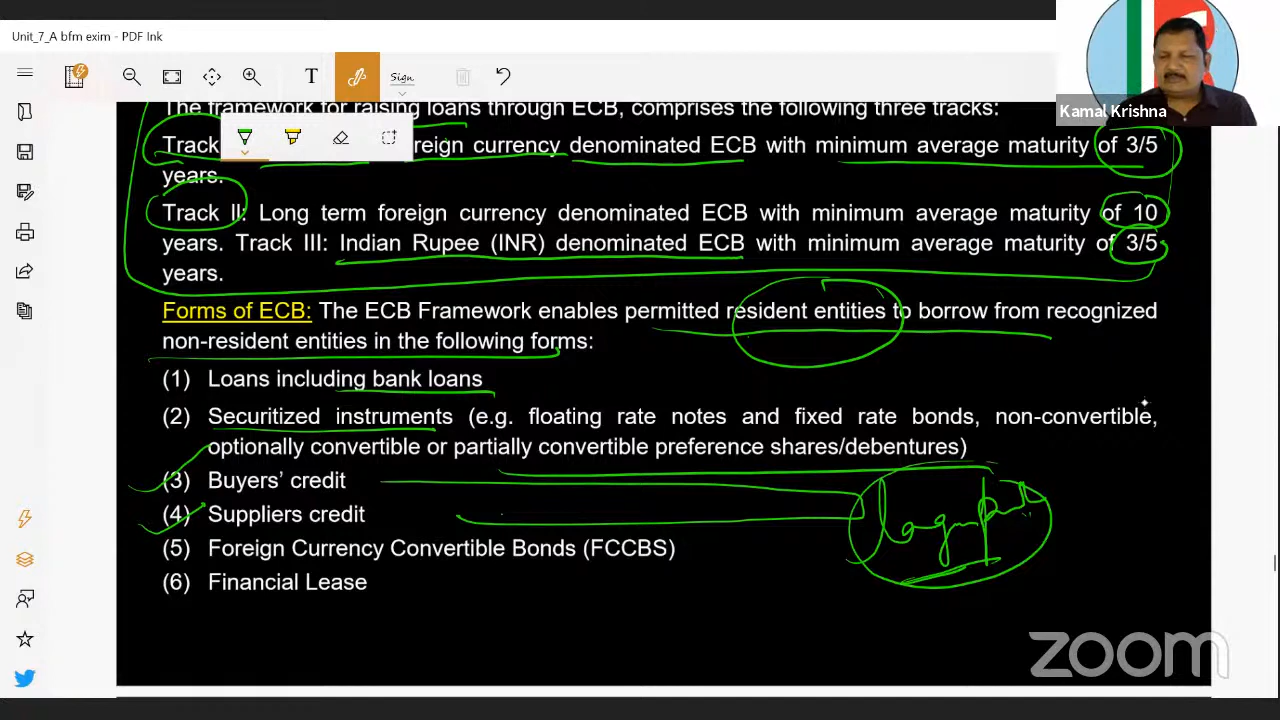 Unit_7_A bfm exim - PDF Ink
T
Sign
Kamal Krishna
The framework for raising loans through ECB, comprises the following three tracks:
Track reign currency denominated ECB with minimum average maturity of 3/5
years.
Track II: Long term foreign currency denominated ECB with minimum average maturity of 10
years. Track III: Indian Rupee (INR) denominated ECB with minimum average maturity of 3/5
years.
Forms of ECB: The ECB Framework enables permitted resident entities to borrow from recognized
non-resident entities in the following forms:
(1) Loans including bank loans
(2) Securitized instruments (e.g. floating rate notes and fixed rate bonds, non-convertible,
optionally convertible or partially convertible preference shares/debentures)
(3) Buyers’ credit
(4) Suppliers credit
(5) Foreign Currency Convertible Bonds (FCCBS)
(6) Financial Lease
zoom